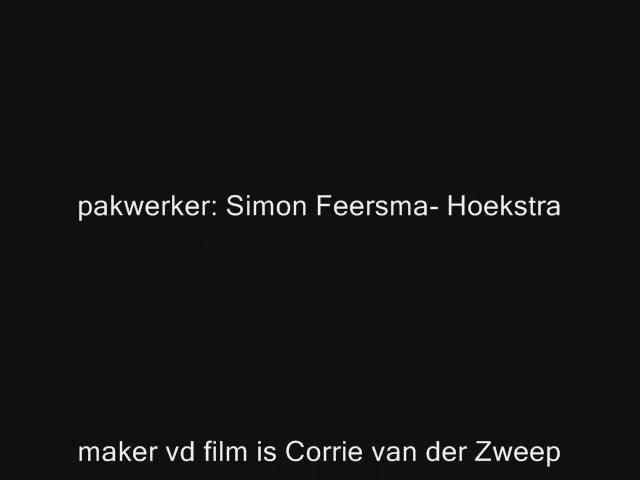 pakwerker: Simon Feersma- Hoekstra
maker vd film is Corrie van der Zweep